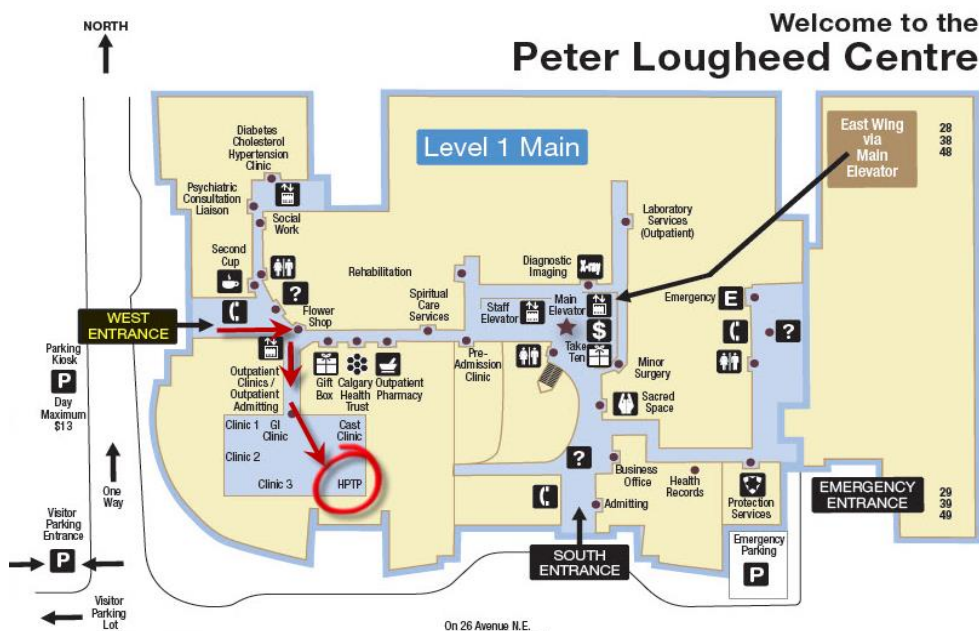 Welcome to the
Peter Lougheed Centre
NORTH
Level 1 Main
East Wing
via
Main
Elevator
28
38
48
Diabetes
Cholesterol
Hypertension
Clinic
Psychiatric
Consultation
Liaison
Social
Work
Laboratory
Services
(Outpatient)
Second
Cup
?
Rehabilitation
Diagnostic
Imaging
X-ray
Flower
Shop
Spiritual
Care
Services
Staff
Elevator
Main
Elevator
$
Take
Ten
Emergency
E
?
WEST
ENTRANCE
Parking
Kiosk
P
Day
Maximum
$13
Outpatient
Clinics /
Outpatient
Admitting
Gift
Box
Calgary
Health
Trust
Outpatient
Pharmacy
Pre-
Admission
Clinic
Minor
Surgery
Sacred
Space
Clinic 1
GI
Clinic
Cast
Clinic
Clinic 2
Clinic 3
HPTP
?
Business
Office
Health
Records
Admitting
Protection
Services
EMERGENCY
ENTRANCE
29
39
49
One
Way
Visitor
Parking
Entrance
P
SOUTH
ENTRANCE
Emergency
Parking
P
Visitor
Parking
Lot
On 26 Avenue N.E.